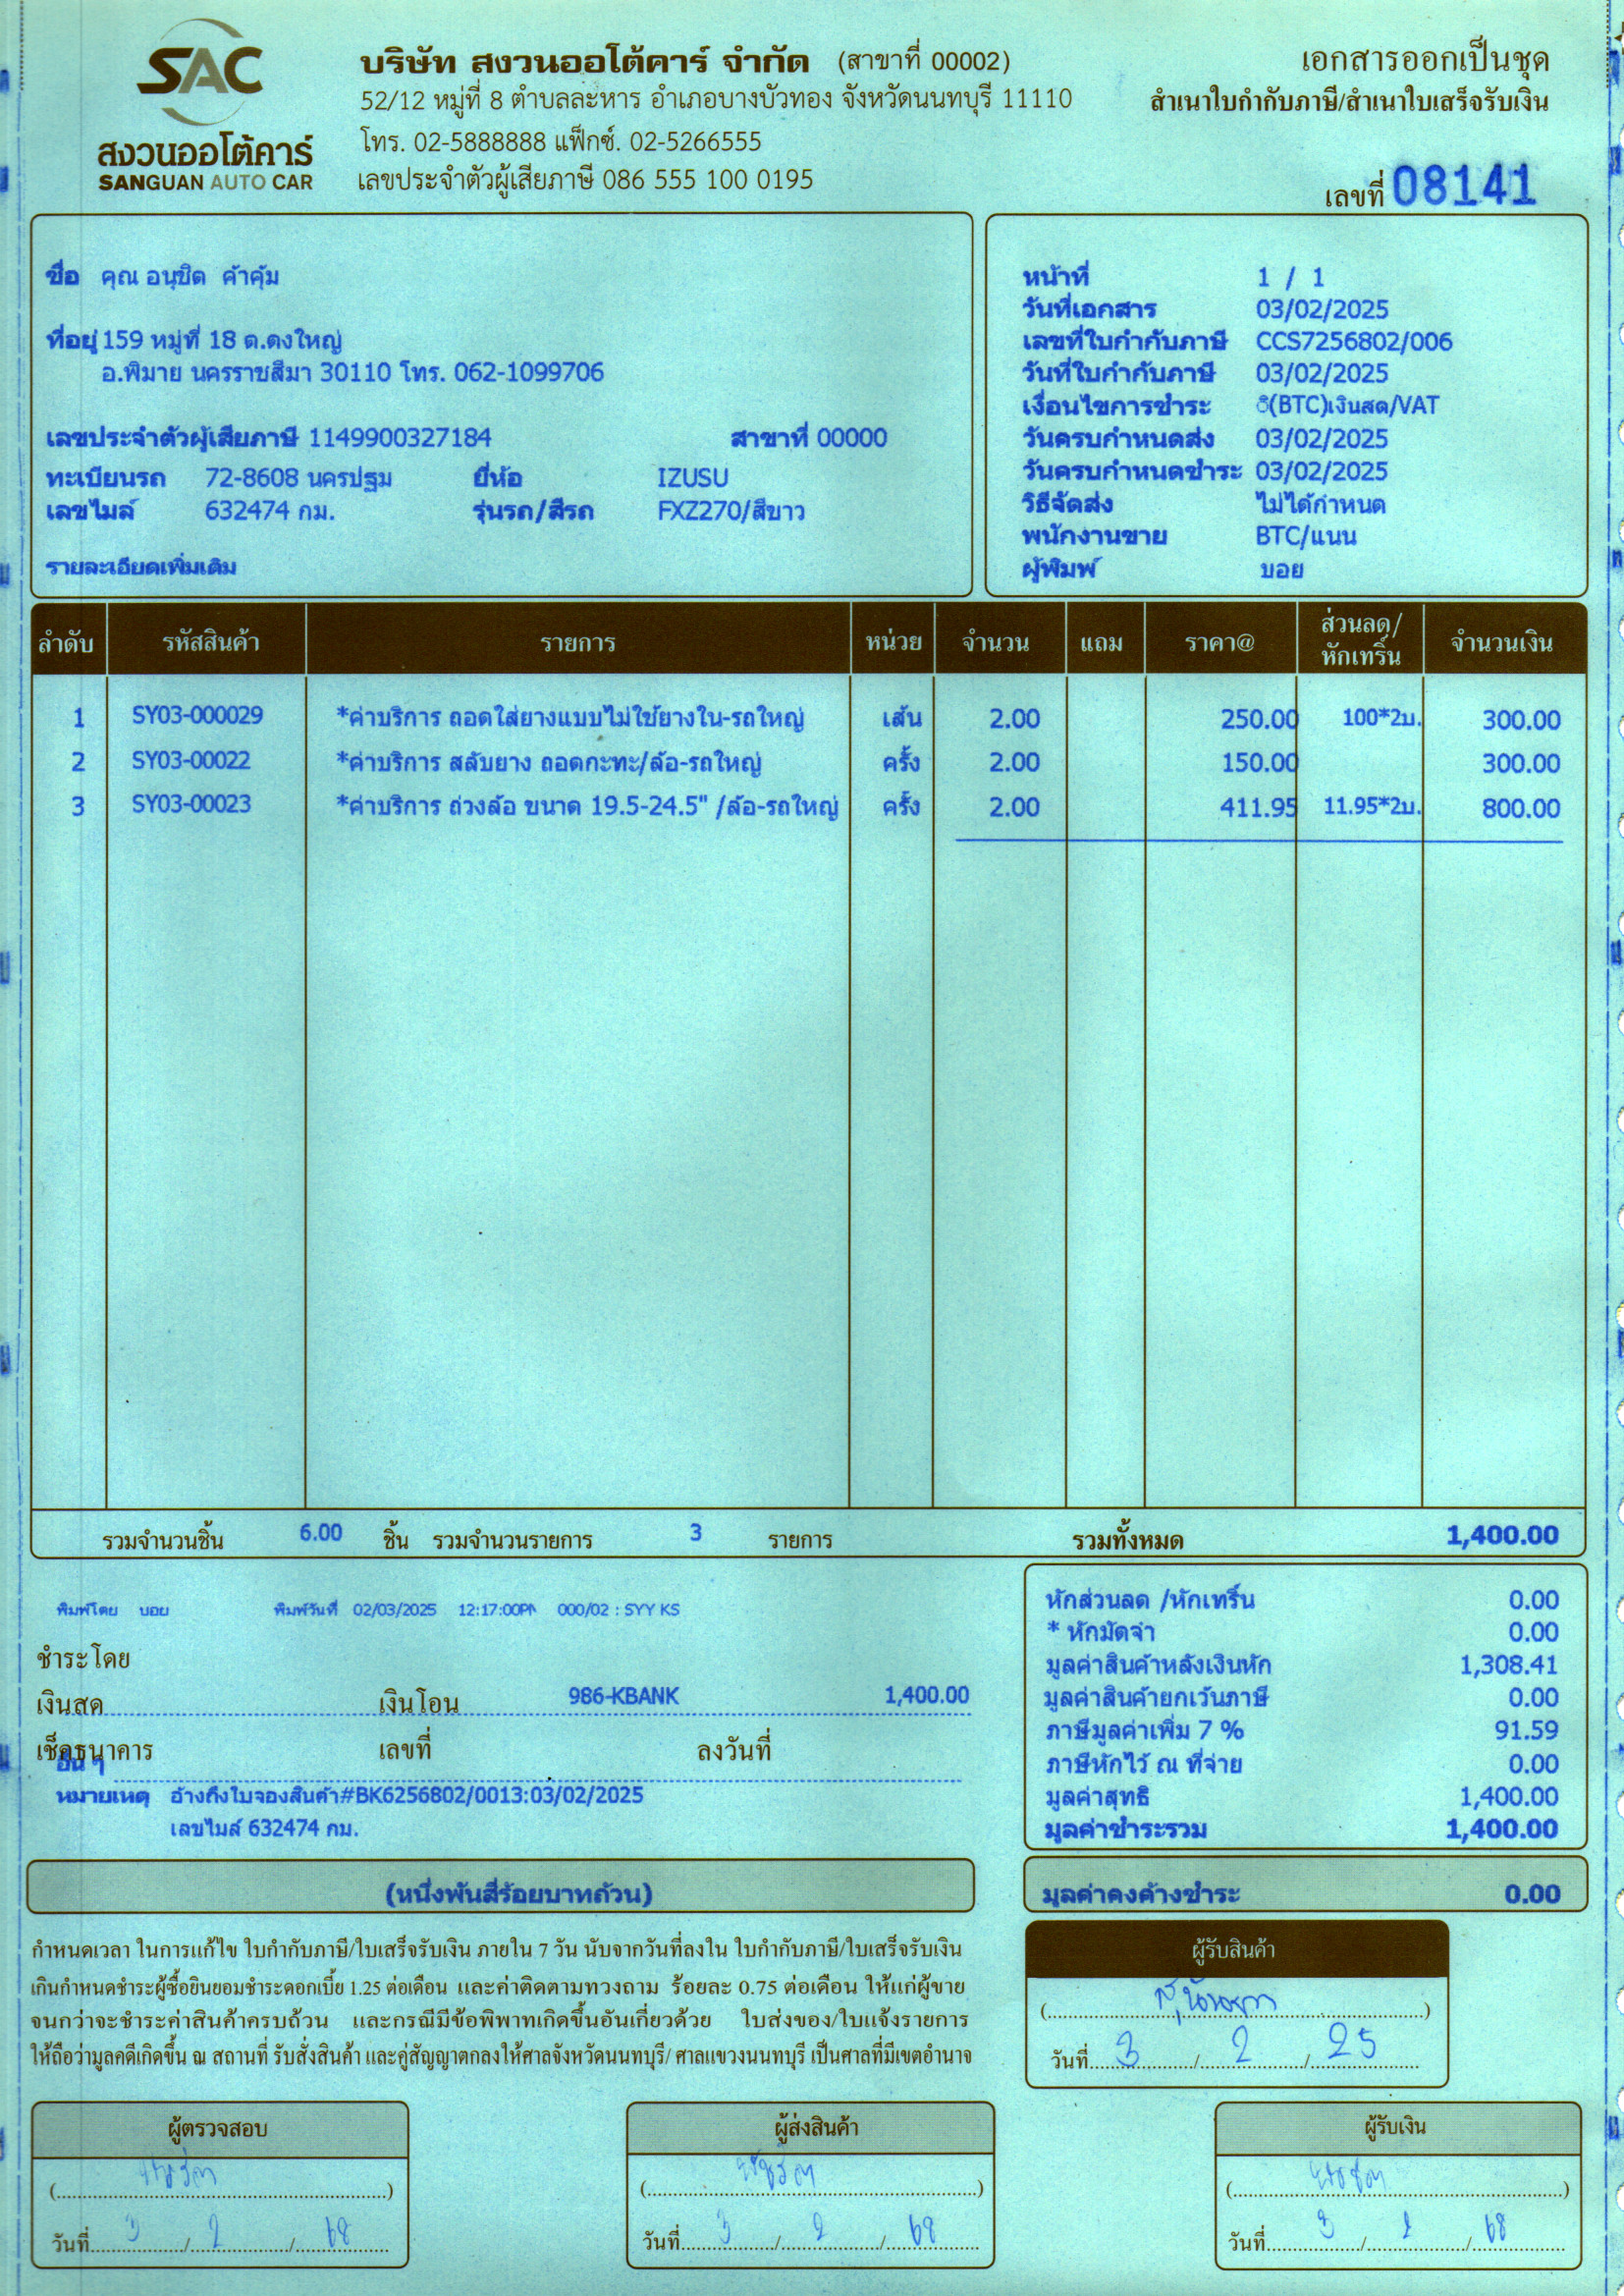 SAC
สงวนออโต้คาร์
SANGUAN AUTO CAR
บริษัท สงวนออโต้คาร์ จำกัด (สาขาที่ 00002)
52/12 หมู่ที่ 8 ตำบลละหาร อำเภอบางบัวทอง จังหวัดนนทบุรี 11110
โทร. 02-5888888 แฟ็กซ์. 02-5266555
เลขประจำตัวผู้เสียภาษี 086 555 100 0195
เอกสารออกเป็นชุด
สำเนาใบกำกับภาษี/สำเนาใบเสร็จรับเงิน
เลขที่ 08141
ชื่อ คุณ อนุชิต ค้าคุ้ม
ที่อยู่ 159 หมู่ที่ 18 ต.ดงใหญ่
อ.พิมาย นครราชสีมา 30110 โทร. 062-1099706
เลขประจำตัวผู้เสียภาษี 1149900327184 สาขาที่ 00000
ทะเบียนรถ 72-8608 นครปฐม ยี่ห้อ IZUSU
เลขไมล์ 632474 กม. รุ่นรถ/สีรถ FXZ270/สีขาว
รายละเอียดเพิ่มเติม
หน้าที่ 1 / 1
วันที่เอกสาร 03/02/2025
เลขที่ใบกำกับภาษี CCS7256802/006
วันที่ใบกำกับภาษี 03/02/2025
เงื่อนไขการชำระ (BTC)เงินสด/VAT
วันครบกำหนดส่ง 03/02/2025
วันครบกำหนดชำระ 03/02/2025
วิธีจัดส่ง ไม่ได้กำหนด
พนักงานขาย BTC/แนน
ผู้พิมพ์ บอย
ลำดับ รหัสสินค้า รายการ หน่วย จำนวน แถม ราคา@ ส่วนลด/หักเทริ์น จำนวนเงิน
1 SY03-000029 *ค่าบริการ ถอดใส่ยางแบบไม่ใช้ยางใน-รถใหญ่ เส้น 2.00 250.00 100*2บ. 300.00
2 SY03-00022 *ค่าบริการ สลับยาง ถอดกะทะ/ล้อ-รถใหญ่ ครั้ง 2.00 150.00 300.00
3 SY03-00023 *ค่าบริการ ถ่วงล้อ ขนาด 19.5-24.5" /ล้อ-รถใหญ่ ครั้ง 2.00 411.95 11.95*2บ. 800.00
รวมจำนวนชิ้น 6.00 ชิ้น รวมจำนวนรายการ 3 รายการ รวมทั้งหมด 1,400.00
พิมพ์โดย บอย พิมพ์วันที่ 02/03/2025 12:17:00PM 000/02 : SYY KS
ชำระโดย
เงินสด เงินโอน 986-KBANK 1,400.00
เช็คธนาคาร เลขที่ ลงวันที่
อื่น ๆ
หมายเหตุ อ้างถึงใบจองสินค้า#BK6256802/0013:03/02/2025
เลขไมล์ 632474 กม.
หักส่วนลด /หักเทริ์น 0.00
* หักมัดจำ 0.00
มูลค่าสินค้าหลังเงินหัก 1,308.41
มูลค่าสินค้ายกเว้นภาษี 0.00
ภาษีมูลค่าเพิ่ม 7 % 91.59
ภาษีหักไว้ ณ ที่จ่าย 0.00
มูลค่าสุทธิ 1,400.00
มูลค่าชำระรวม 1,400.00
(หนึ่งพันสี่ร้อยบาทถ้วน)
มูลค่าคงค้างชำระ 0.00
กำหนดเวลา ในการแก้ไข ใบกำกับภาษี/ใบเสร็จรับเงิน ภายใน 7 วัน นับจากวันที่ลงใน ใบกำกับภาษี/ใบเสร็จรับเงิน
เกินกำหนดชำระผู้ซื้อยินยอมชำระดอกเบี้ย 1.25 ต่อเดือน และค่าติดตามทวงถาม ร้อยละ 0.75 ต่อเดือน ให้แก่ผู้ขาย
จนกว่าจะชำระค่าสินค้าครบถ้วน และกรณีมีข้อพิพาทเกิดขึ้นอันเกี่ยวด้วย ใบส่งของ/ใบแจ้งรายการ
ให้ถือว่ามูลคดีเกิดขึ้น ณ สถานที่ รับสั่งสินค้า และคู่สัญญาตกลงให้ศาลจังหวัดนนทบุรี/ ศาลแขวงนนทบุรี เป็นศาลที่มีเขตอำนาจ
ผู้รับสินค้า
วันที่ 3 / 2 / 25
ผู้ตรวจสอบ
วันที่ 3 / 2 / 68
ผู้ส่งสินค้า
วันที่ 3 / 2 / 68
ผู้รับเงิน
วันที่ 3 / 2 / 68